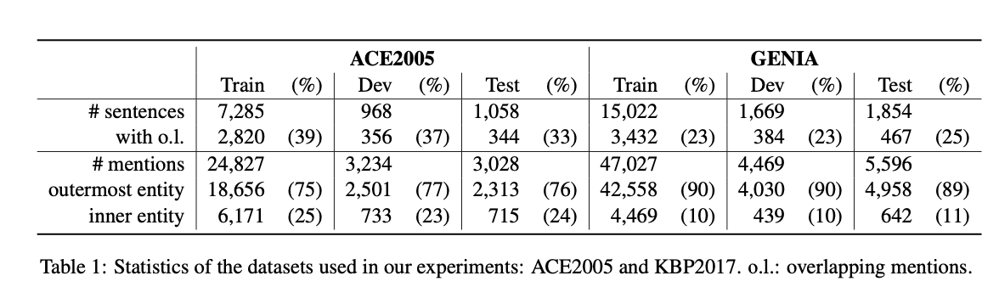 ACE2005 GENIA
Train (%) Dev (%) Test (%) Train (%) Dev (%) Test (%)
# sentences 7,285 968 1,058 15,022 1,669 1,854
with o.l. 2,820 (39) 356 (37) 344 (33) 3,432 (23) 384 (23) 467 (25)
# mentions 24,827 3,234 3,028 47,027 4,469 5,596
outermost entity 18,656 (75) 2,501 (77) 2,313 (76) 42,558 (90) 4,030 (90) 4,958 (89)
inner entity 6,171 (25) 733 (23) 715 (24) 4,469 (10) 439 (10) 642 (11)
Table 1: Statistics of the datasets used in our experiments: ACE2005 and KBP2017. o.l.: overlapping mentions.